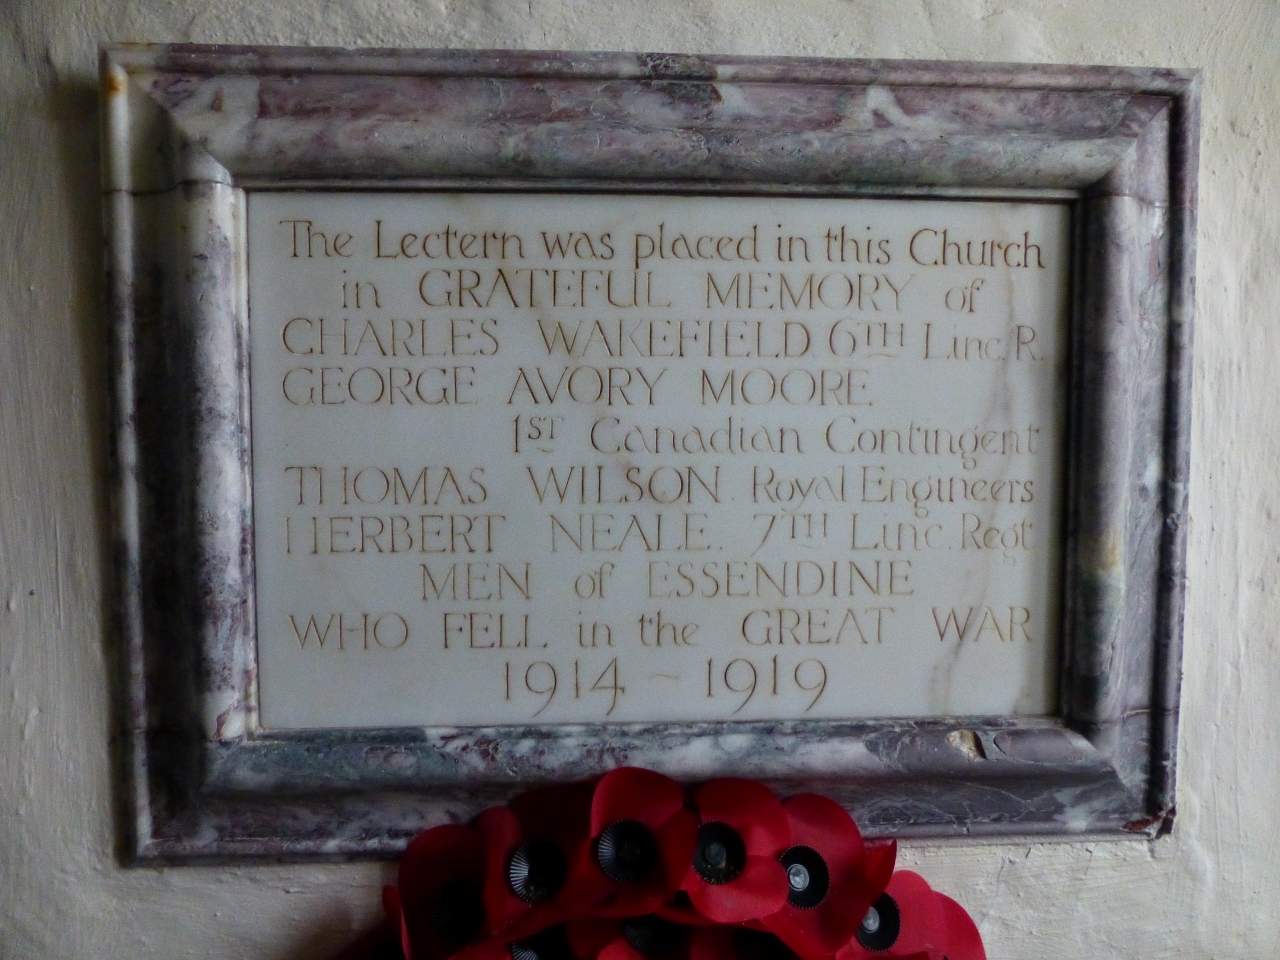 The Lectern was placed in this Church
in GRATEFUL MEMORY of
CHARLES WAKEFIELD 6TH Linc. R.
GEORGE AVORY MOORE
1ST Canadian Contingent
THOMAS WILSON. Royal Engineers
HERBERT NEALE. 7TH Linc. Regt
MEN of ESSENDINE
WHO FELL in the GREAT WAR
1914 ~ 1919